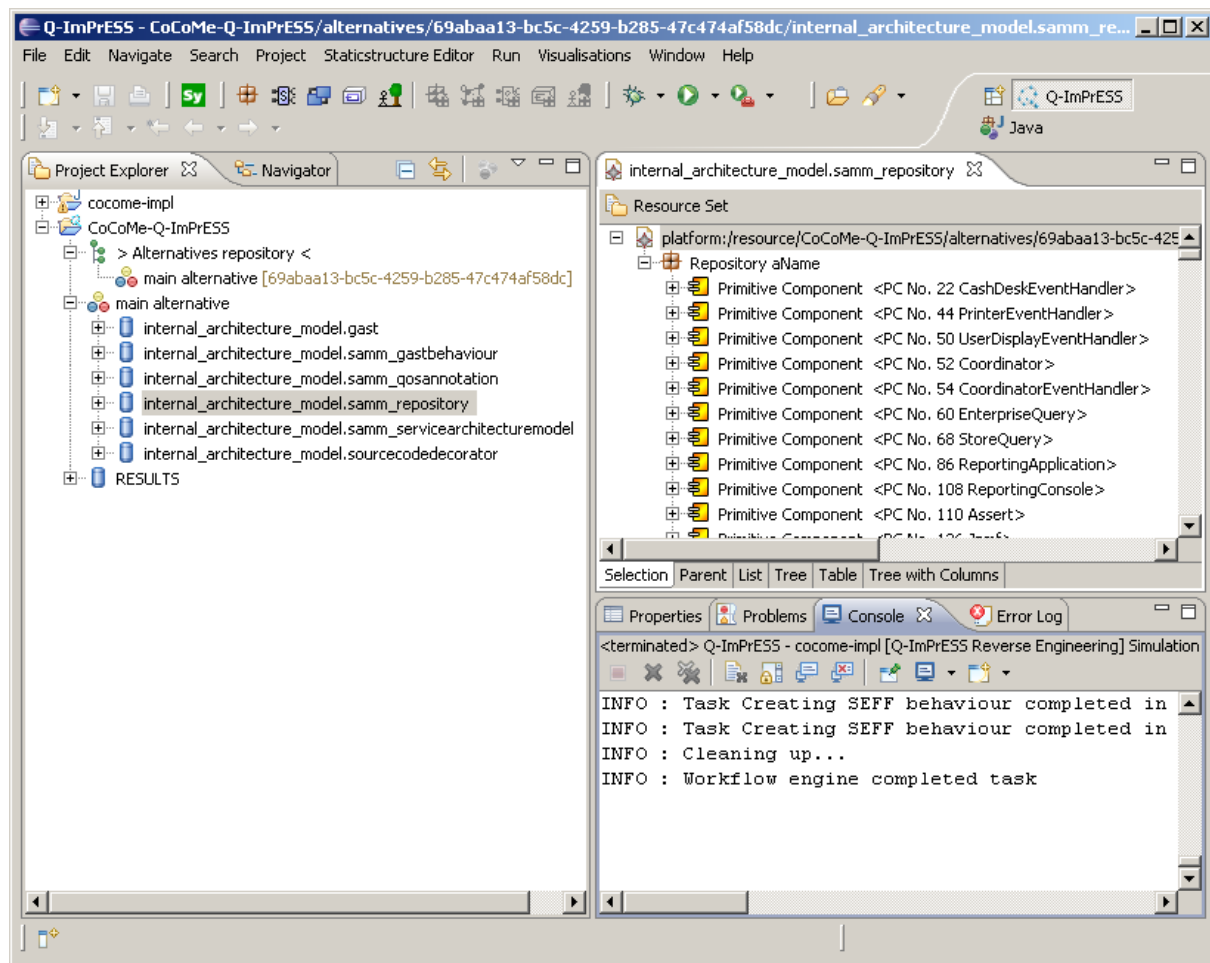 Q-ImPrESS - CoCoMe-Q-ImPrESS/alternatives/69abaa13-bc5c-4259-b285-47c474af58dc/internal_architecture_model.samm_re...
File Edit Navigate Search Project Staticstructure Editor Run Visualisations Window Help
Sy
Q-ImPrESS
Java
Project Explorer
Navigator
cocome-impl
CoCoMe-Q-ImPrESS
> Alternatives repository <
main alternative [69abaa13-bc5c-4259-b285-47c474af58dc]
main alternative
internal_architecture_model.gast
internal_architecture_model.samm_gastbehaviour
internal_architecture_model.samm_qosannotation
internal_architecture_model.samm_repository
internal_architecture_model.samm_servicearchitecturemodel
internal_architecture_model.sourcecodedecorator
RESULTS
internal_architecture_model.samm_repository
Resource Set
platform:/resource/CoCoMe-Q-ImPrESS/alternatives/69abaa13-bc5c-425
Repository aName
Primitive Component <PC No. 22 CashDeskEventHandler>
Primitive Component <PC No. 44 PrinterEventHandler>
Primitive Component <PC No. 50 UserDisplayEventHandler>
Primitive Component <PC No. 52 Coordinator>
Primitive Component <PC No. 54 CoordinatorEventHandler>
Primitive Component <PC No. 60 EnterpriseQuery>
Primitive Component <PC No. 68 StoreQuery>
Primitive Component <PC No. 86 ReportingApplication>
Primitive Component <PC No. 108 ReportingConsole>
Primitive Component <PC No. 110 Assert>
Selection Parent List Tree Table Tree with Columns
Properties Problems Console Error Log
<terminated> Q-ImPrESS - cocome-impl [Q-ImPrESS Reverse Engineering] Simulation
INFO : Task Creating SEFF behaviour completed in
INFO : Task Creating SEFF behaviour completed in
INFO : Cleaning up...
INFO : Workflow engine completed task